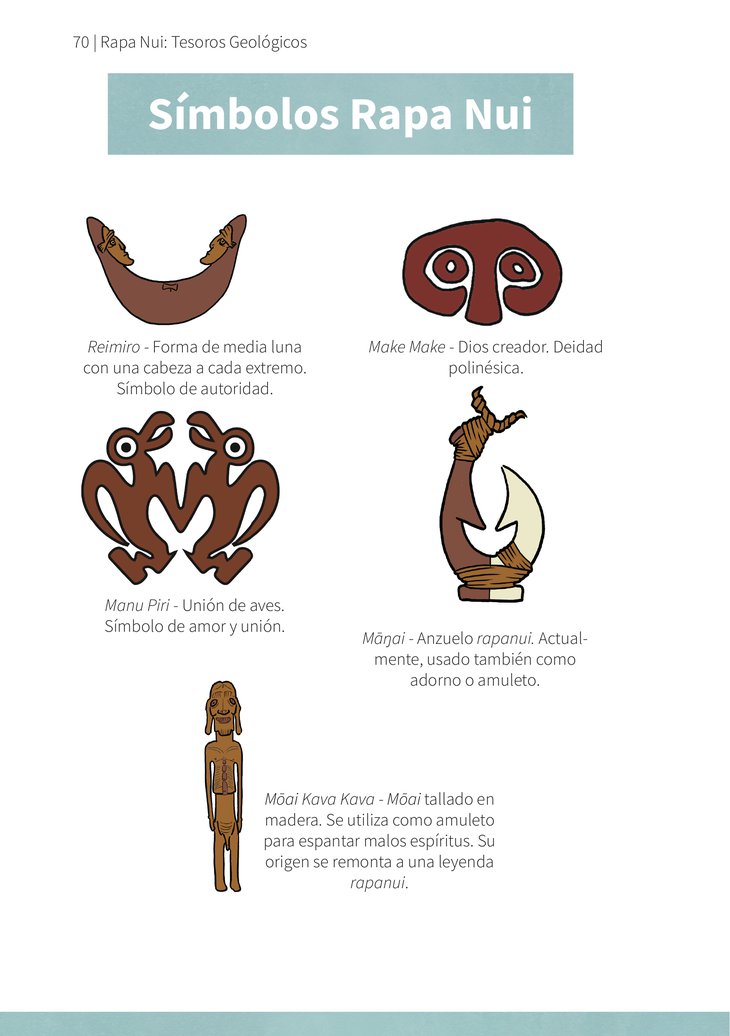 70 | Rapa Nui: Tesoros Geológicos
Símbolos Rapa Nui
Reimiro - Forma de media luna
con una cabeza a cada extremo.
Símbolo de autoridad.
Make Make - Dios creador. Deidad
polinésica.
Manu Piri - Unión de aves.
Símbolo de amor y unión.
Māŋai - Anzuelo rapanui. Actual-
mente, usado también como
adorno o amuleto.
Mōai Kava Kava - Mōai tallado en
madera. Se utiliza como amuleto
para espantar malos espíritus. Su
origen se remonta a una leyenda
rapanui.